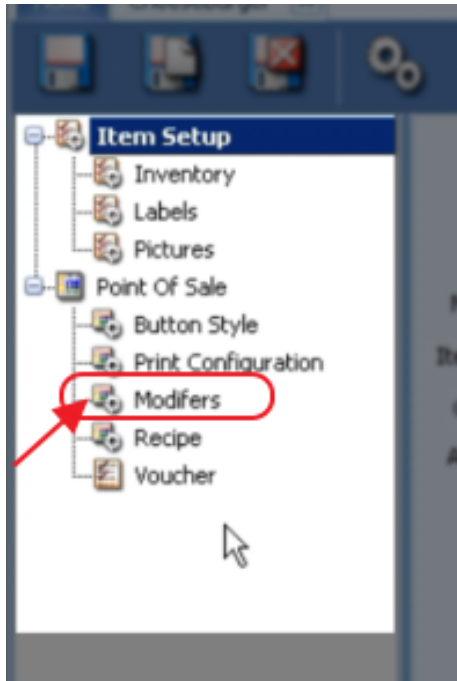 Item Setup
Inventory
Labels
Pictures
Point Of Sale
Button Style
Print Configuration
Modifers
Recipe
Voucher